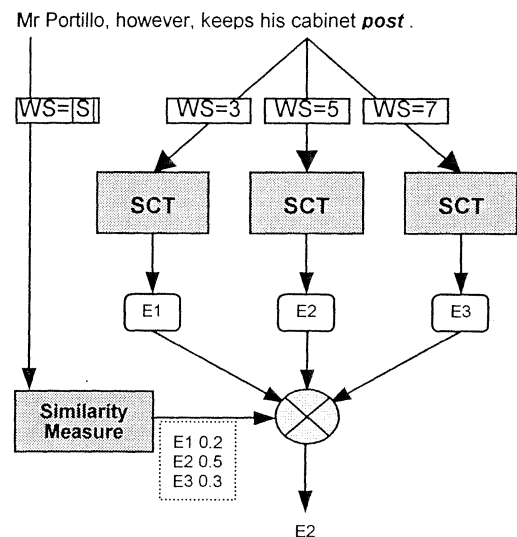 Mr Portillo, however, keeps his cabinet post .
WS=|S|
WS=3
WS=5
WS=7
SCT
SCT
SCT
E1
E2
E3
Similarity
Measure
E1 0.2
E2 0.5
E3 0.3
E2